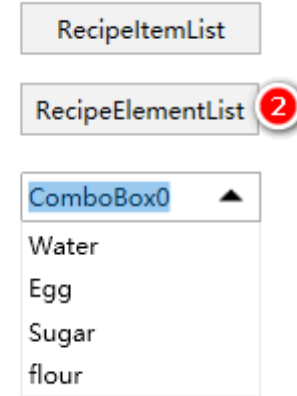 RecipeItemList
RecipeElementList 2
ComboBox0
Water
Egg
Sugar
flour